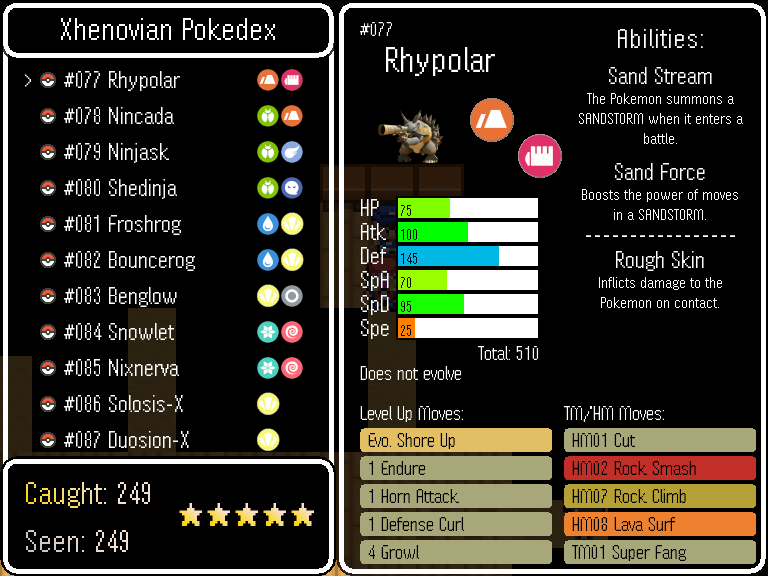 Xhenovian Pokedex
> #077 Rhypolar
#078 Nincada
#079 Ninjask
#080 Shedinja
#081 Froshrog
#082 Bouncerog
#083 Benglow
#084 Snowlet
#085 Nixnerva
#086 Solosis-X
#087 Duosion-X
Caught: 249
Seen: 249
#077
Rhypolar
HP 75
Atk 100
Def 145
SpA 70
SpD 95
Spe 25
Total: 510
Does not evolve
Abilities:
Sand Stream
The Pokemon summons a
SANDSTORM when it enters a
battle.
Sand Force
Boosts the power of moves
in a SANDSTORM.
Rough Skin
Inflicts damage to the
Pokemon on contact.
Level Up Moves:
Evo. Shore Up
1 Endure
1 Horn Attack
1 Defense Curl
4 Growl
TM/HM Moves:
HM01 Cut
HM02 Rock Smash
HM07 Rock Climb
HM08 Lava Surf
TM01 Super Fang